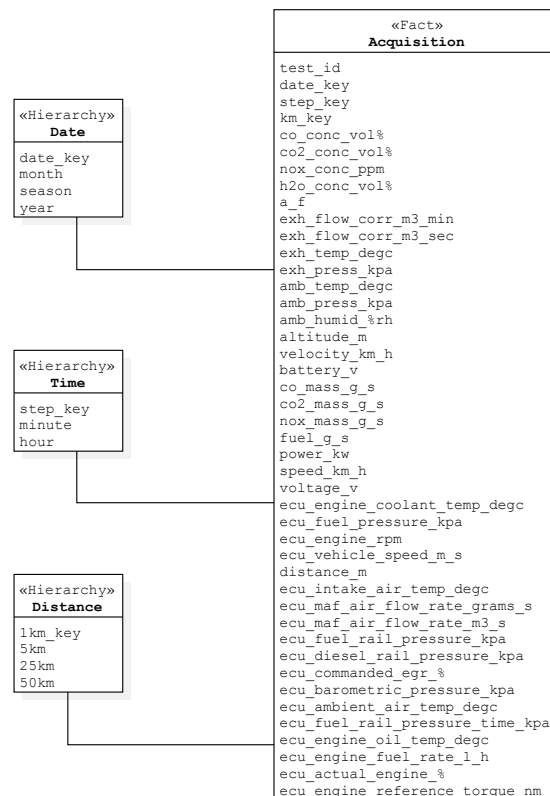 «Fact»
Acquisition
test_id
date_key
step_key
km_key
co_conc_vol%
co2_conc_vol%
nox_conc_ppm
h2o_conc_vol%
a_f
exh_flow_corr_m3_min
exh_flow_corr_m3_sec
exh_temp_degc
exh_press_kpa
amb_temp_degc
amb_press_kpa
amb_humid_%rh
altitude_m
velocity_km_h
battery_v
co_mass_g_s
co2_mass_g_s
nox_mass_g_s
fuel_g_s
power_kw
speed_km_h
voltage_v
ecu_engine_coolant_temp_degc
ecu_fuel_pressure_kpa
ecu_engine_rpm
ecu_vehicle_speed_m_s
distance_m
ecu_intake_air_temp_degc
ecu_maf_air_flow_rate_grams_s
ecu_maf_air_flow_rate_m3_s
ecu_fuel_rail_pressure_kpa
ecu_diesel_rail_pressure_kpa
ecu_commanded_egr_%
ecu_barometric_pressure_kpa
ecu_ambient_air_temp_degc
ecu_fuel_rail_pressure_time_kpa
ecu_engine_oil_temp_degc
ecu_engine_fuel_rate_l_h
ecu_actual_engine_%
ecu_engine_reference_torque_nm
«Hierarchy»
Date
date_key
month
season
year
«Hierarchy»
Time
step_key
minute
hour
«Hierarchy»
Distance
1km_key
5km
25km
50km